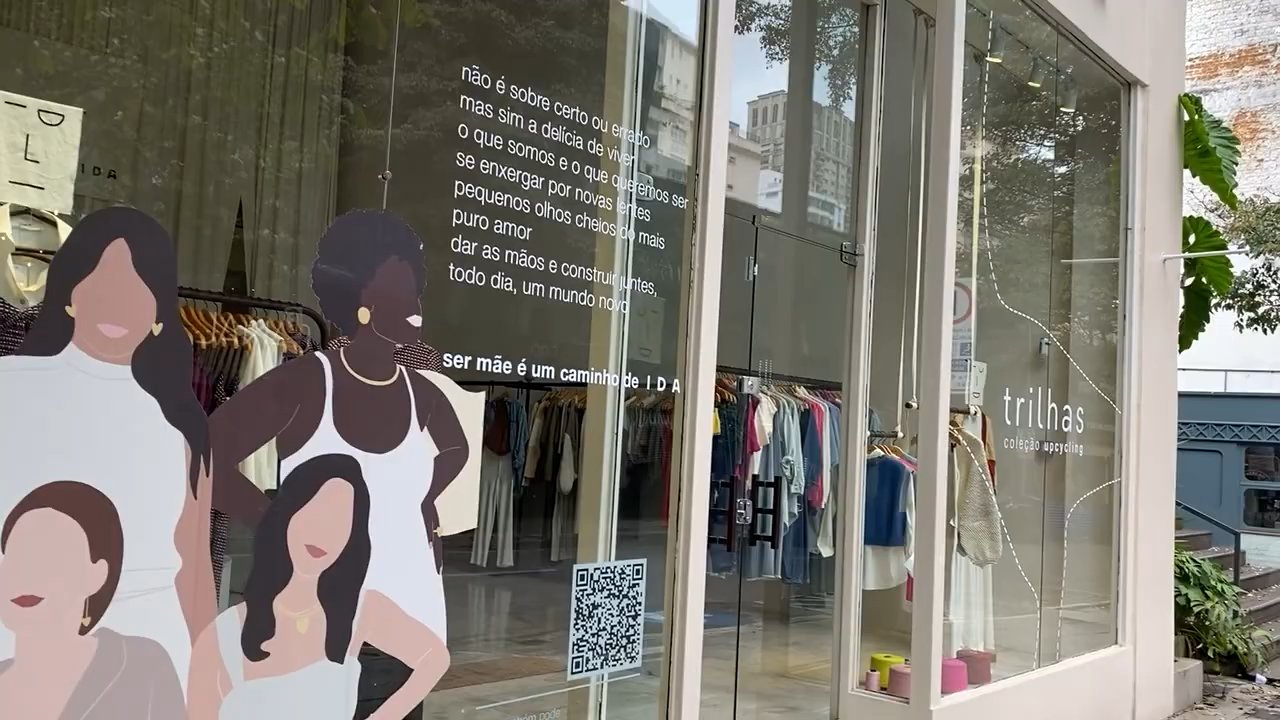 não é sobre certo ou errado
mas sim a delícia de viver
o que somos e o que queremos ser
se enxergar por novas lentes
pequenos olhos cheios do mais
puro amor
dar as mãos e construir juntes,
todo dia, um mundo novo
ser mãe é um caminho de I D A
trilhas
coleção upcycling
IDA